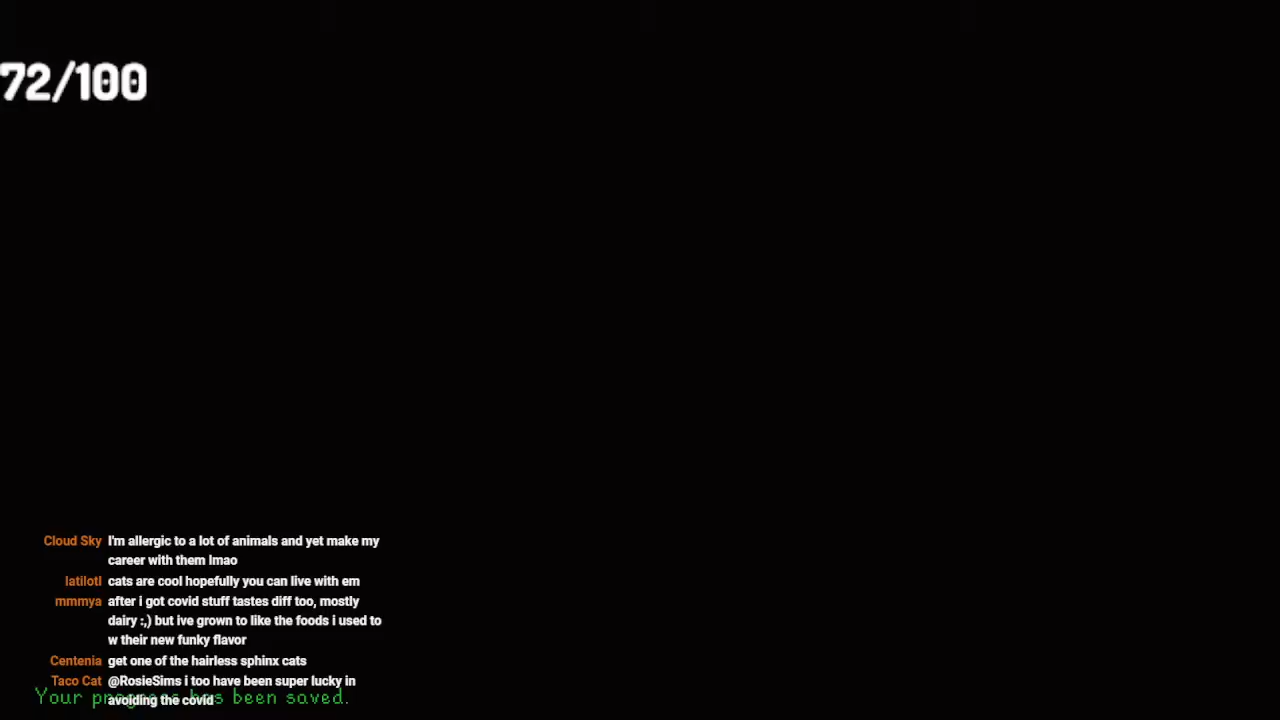 72/100
Cloud Sky I'm allergic to a lot of animals and yet make my
career with them lmao
latilotl cats are cool hopefully you can live with em
mmmya after i got covid stuff tastes diff too, mostly
dairy :,) but ive grown to like the foods i used to
w their new funky flavor
Centenia get one of the hairless sphinx cats
Taco Cat @RosieSims i too have been super lucky in
avoiding the covid
Your progress has been saved.